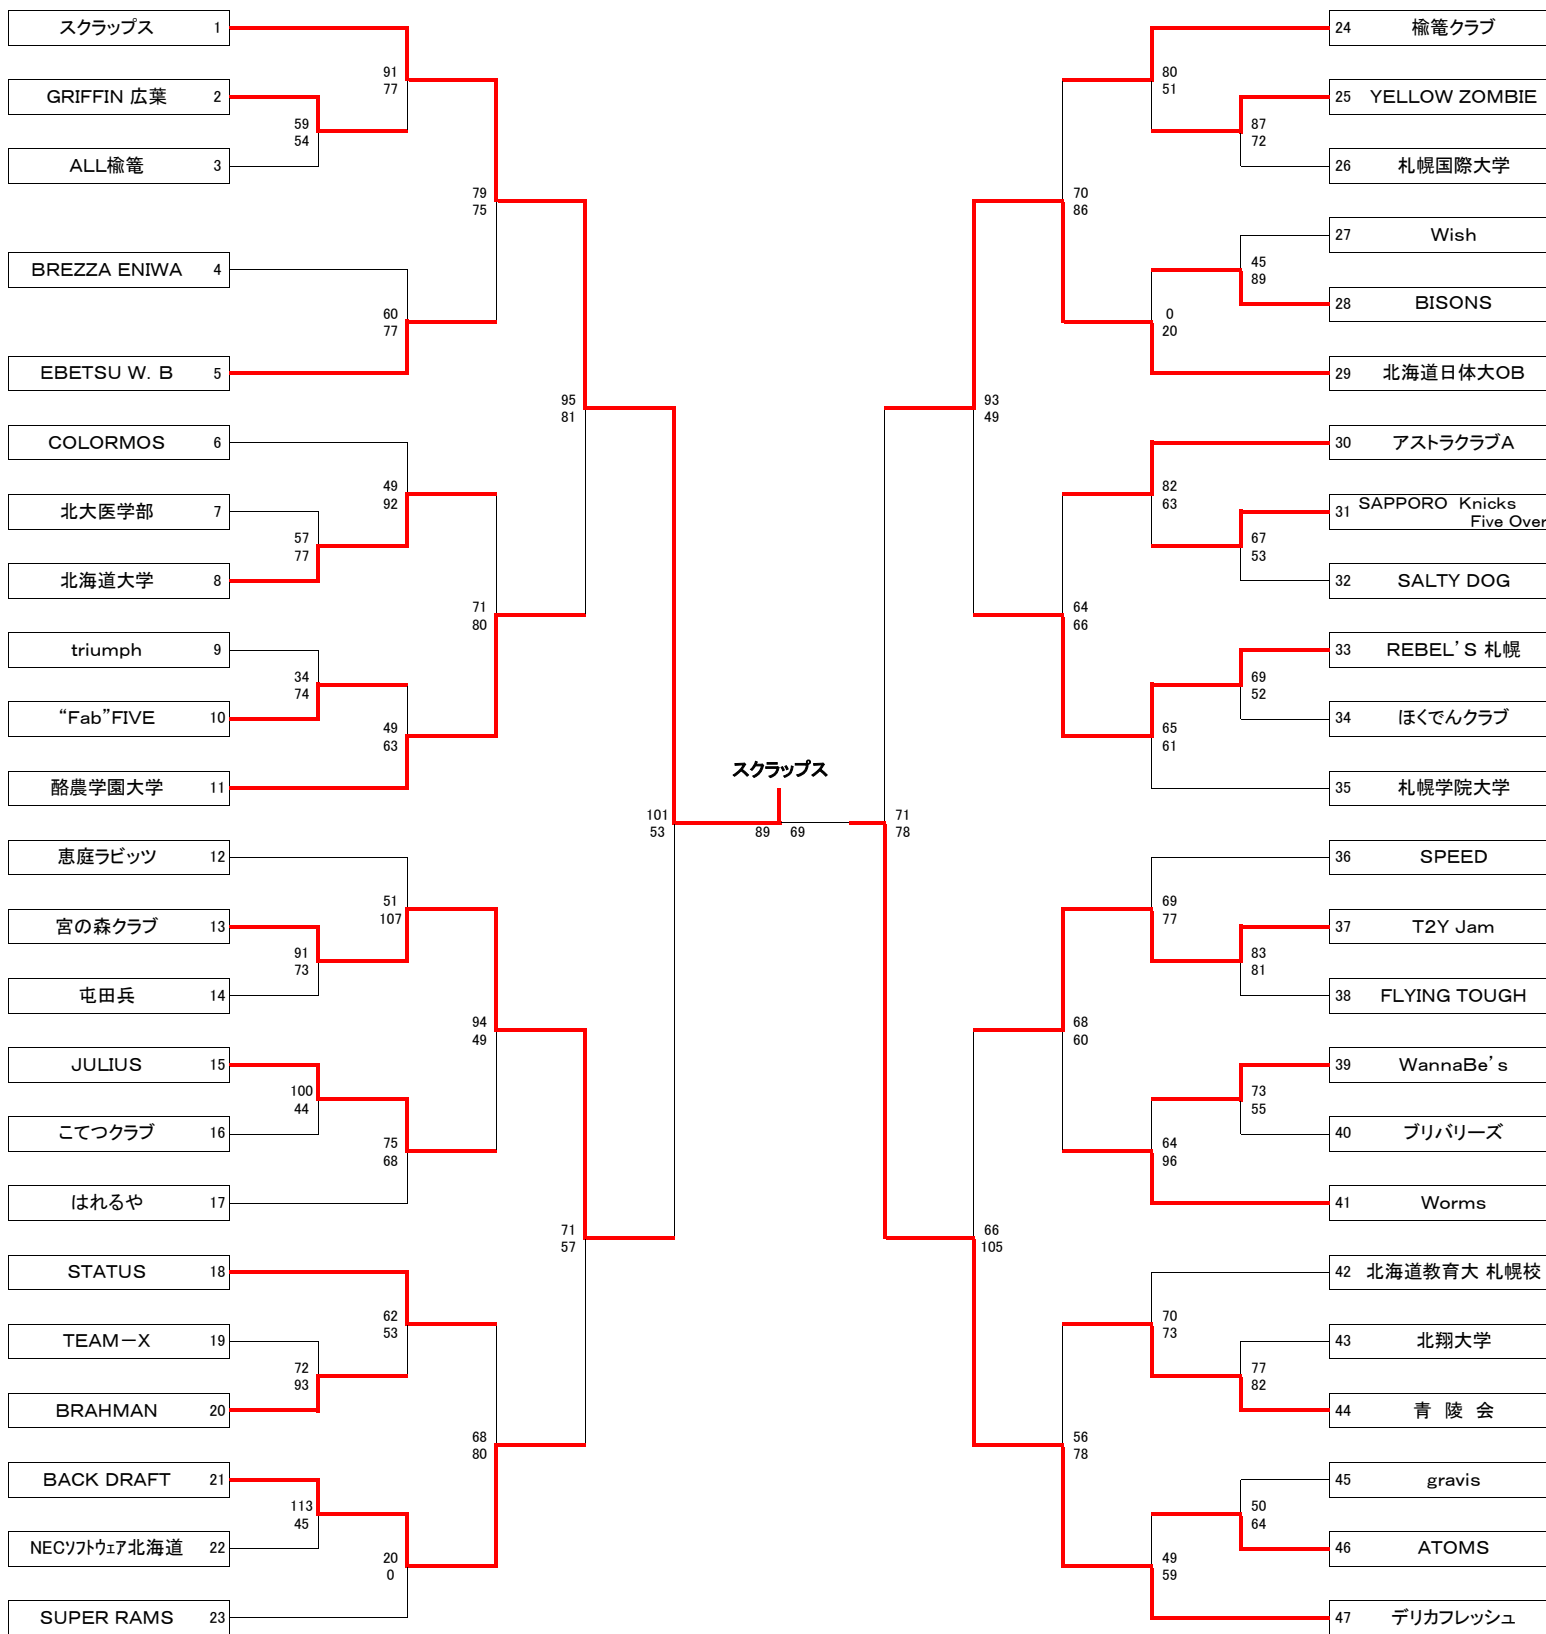 スクラップス 1
91
77
GRIFFIN 広葉 2
59
54
ALL楡篭 3
79
75
BREZZA ENIWA 4
60
77
EBETSU W. B 5
95
81
COLORMOS 6
49
92
北大医学部 7
57
77
北海道大学 8
71
80
triumph 9
34
74
“Fab”FIVE 10
49
63
酪農学園大学 11
101
53
恵庭ラビッツ 12
51
107
宮の森クラブ 13
91
73
屯田兵 14
94
49
JULIUS 15
100
44
こてつクラブ 16
75
68
はれるや 17
71
57
STATUS 18
62
53
TEAM－X 19
72
93
BRAHMAN 20
68
80
BACK DRAFT 21
113
45
NECソフトウェア北海道 22
20
0
SUPER RAMS 23
スクラップス
89 69
24 楡篭クラブ
80
51
25 YELLOW ZOMBIE
87
72
26 札幌国際大学
70
86
27 Wish
45
89
28 BISONS
0
20
29 北海道日体大OB
93
49
30 アストラクラブA
82
63
31 SAPPORO Knicks
Five Over
67
53
32 SALTY DOG
64
66
33 REBEL’S 札幌
69
52
34 ほくでんクラブ
65
61
35 札幌学院大学
71
78
36 SPEED
69
77
37 T2Y Jam
83
81
38 FLYING TOUGH
68
60
39 WannaBe’s
73
55
40 ブリバリーズ
64
96
41 Worms
66
105
42 北海道教育大 札幌校
70
73
43 北翔大学
77
82
44 青 陵 会
56
78
45 gravis
50
64
46 ATOMS
49
59
47 デリカフレッシュ